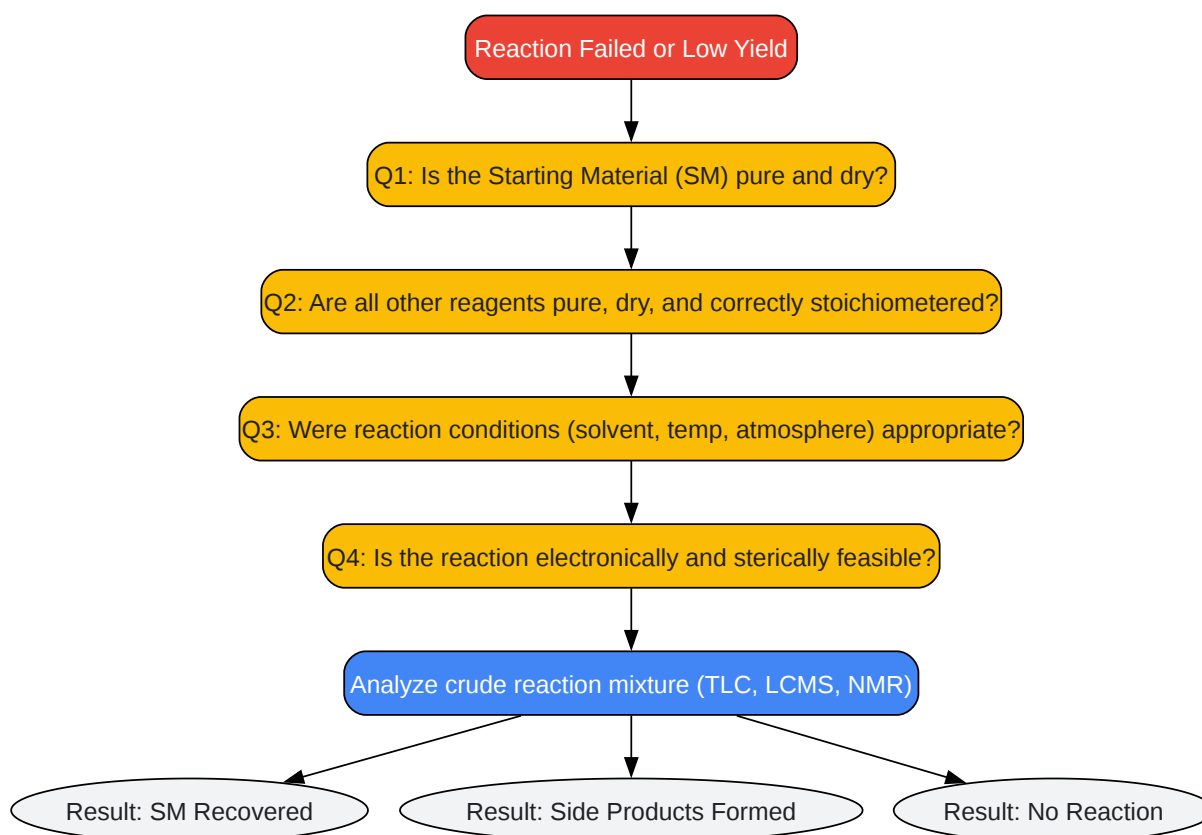 Reaction Failed or Low Yield
Q1: Is the Starting Material (SM) pure and dry?
Q2: Are all other reagents pure, dry, and correctly stoichiometered?
Q3: Were reaction conditions (solvent, temp, atmosphere) appropriate?
Q4: Is the reaction electronically and sterically feasible?
Analyze crude reaction mixture (TLC, LCMS, NMR)
Result: SM Recovered
Result: Side Products Formed
Result: No Reaction